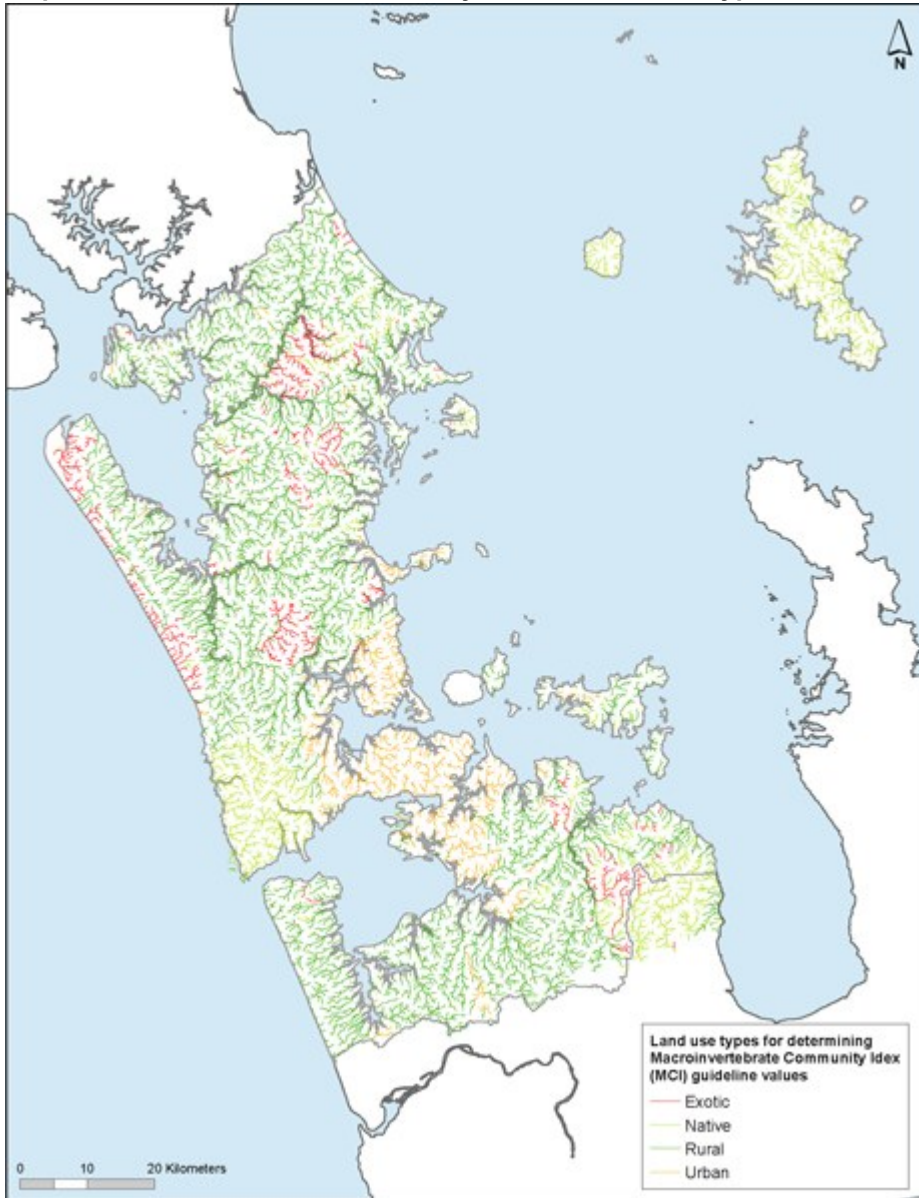 N
Land use types for determining
Macroinvertebrate Community Idex
(MCI) guideline values
Exotic
Native
Rural
Urban
0 10 20 Kilometers